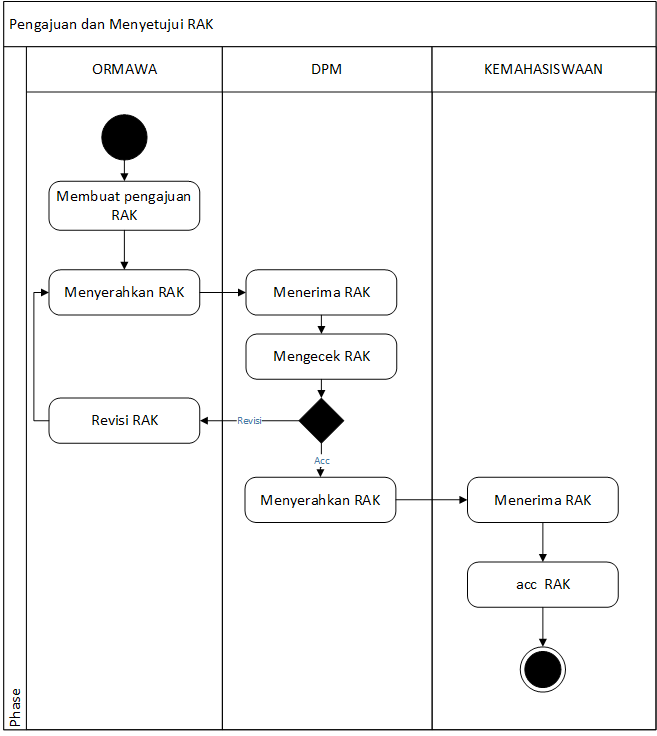 Pengajuan dan Menyetujui RAK
ORMAWA
DPM
KEMAHASISWAAN
Membuat pengajuan
RAK
Menyerahkan RAK
Menerima RAK
Mengecek RAK
Revisi RAK
Revisi
Acc
Menyerahkan RAK
Menerima RAK
acc  RAK
Phase